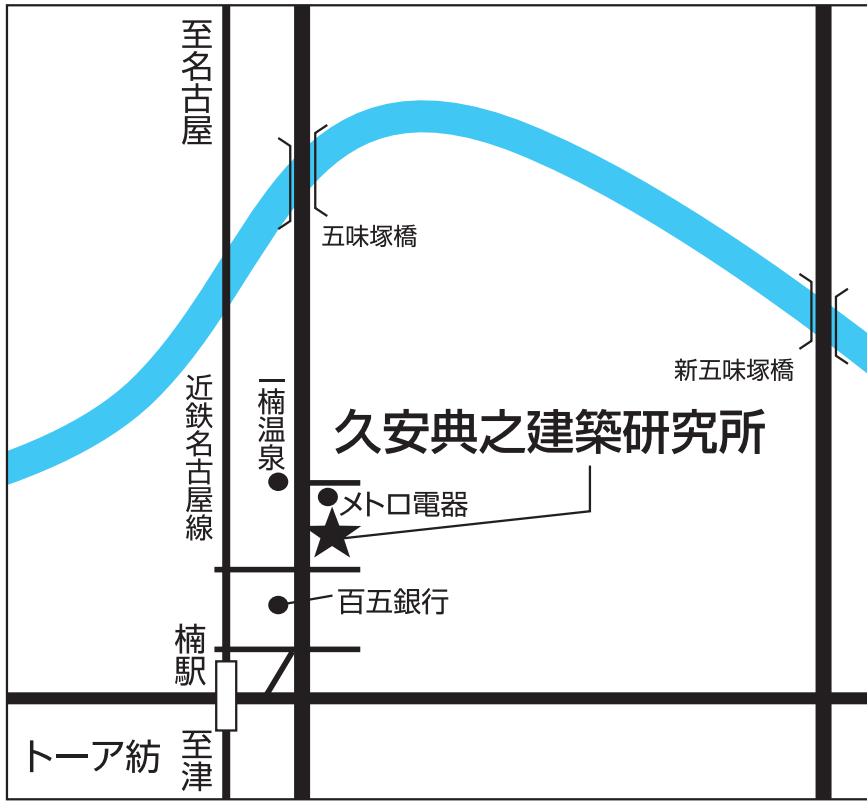 至名古屋
五味塚橋
新五味塚橋
近鉄名古屋線
一楠温泉
久安典之建築研究所
メトロ電器
百五銀行
楠駅
トーア紡
至津